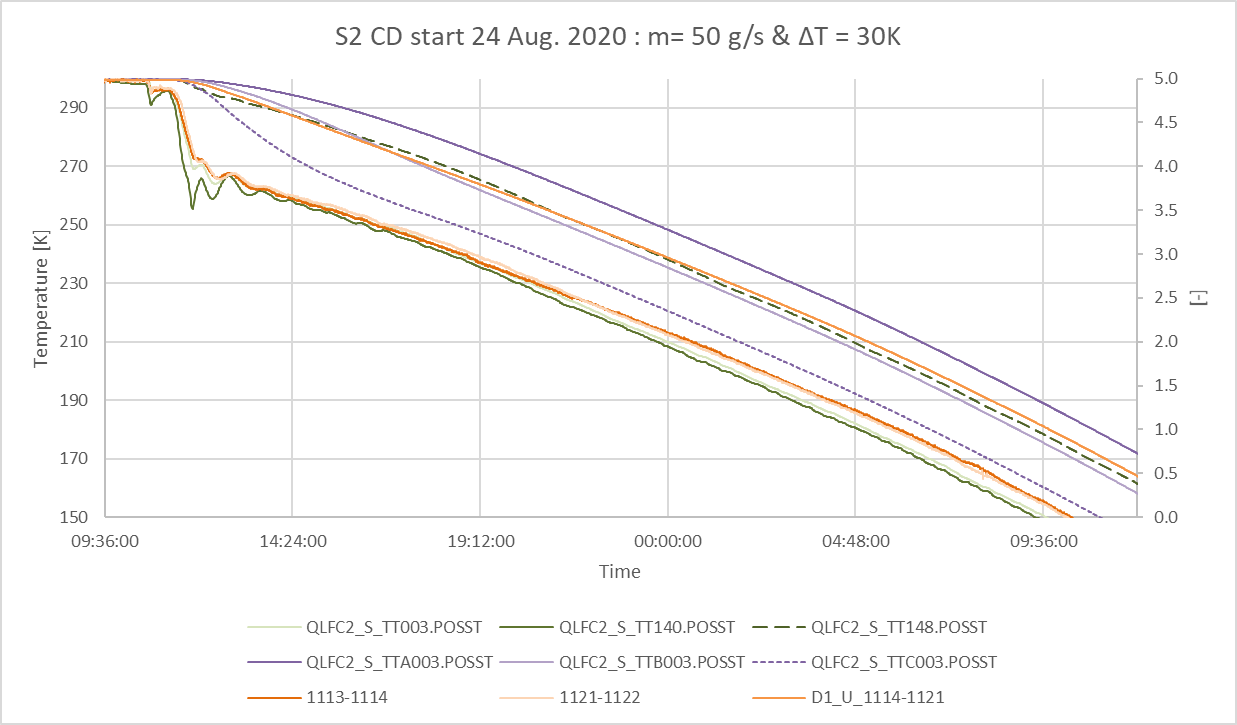 S2 CD start 24 Aug. 2020 : m= 50 g/s & ΔT = 30K
290
270
250
230
210
190
170
150
Temperature [K]
5.0
4.5
4.0
3.5
3.0
2.5
2.0
1.5
1.0
0.5
0.0
[-]
09:36:00 14:24:00 19:12:00 00:00:00 04:48:00 09:36:00
Time
QLFC2_S_TT003.POSST QLFC2_S_TT140.POSST QLFC2_S_TT148.POSST
QLFC2_S_TTA003.POSST QLFC2_S_TTB003.POSST QLFC2_S_TTC003.POSST
1113-1114 1121-1122 D1_U_1114-1121